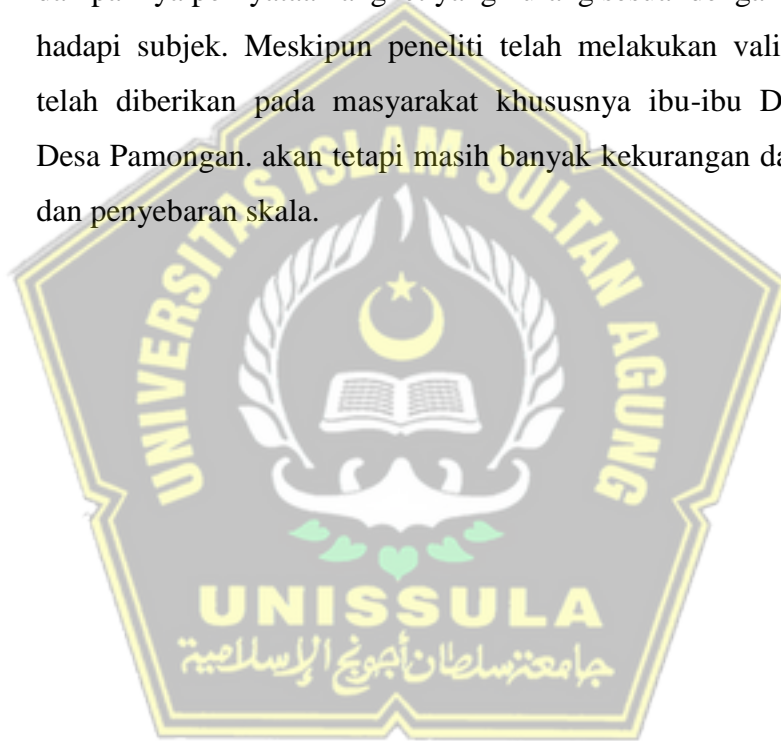 hadapi subjek. Meskipun peneliti telah melakukan vali
telah diberikan pada masyarakat khususnya ibu-ibu D
Desa Pamongan. akan tetapi masih banyak kekurangan da
dan penyebaran skala.
UNIVERSITAS ISLAM SULTAN AGUNG
UNISSULA
جامعة سلطان أجونج الإسلامية